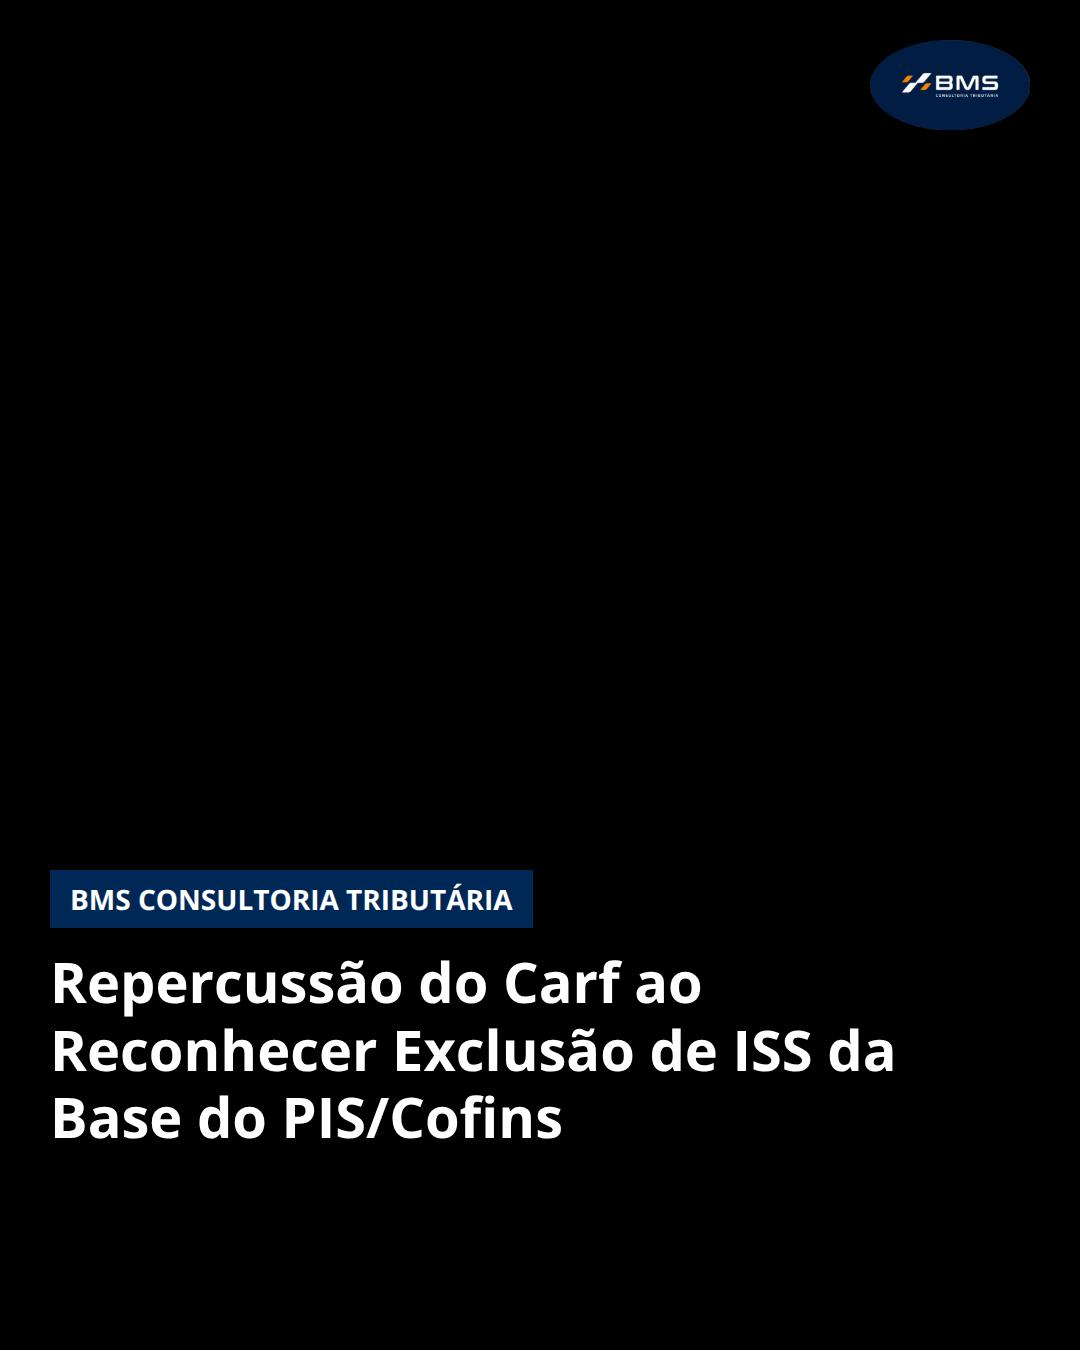 BMS
CONSULTORIA TRIBUTÁRIA
BMS CONSULTORIA TRIBUTÁRIA
Repercussão do Carf ao
Reconhecer Exclusão de ISS da
Base do PIS/Cofins